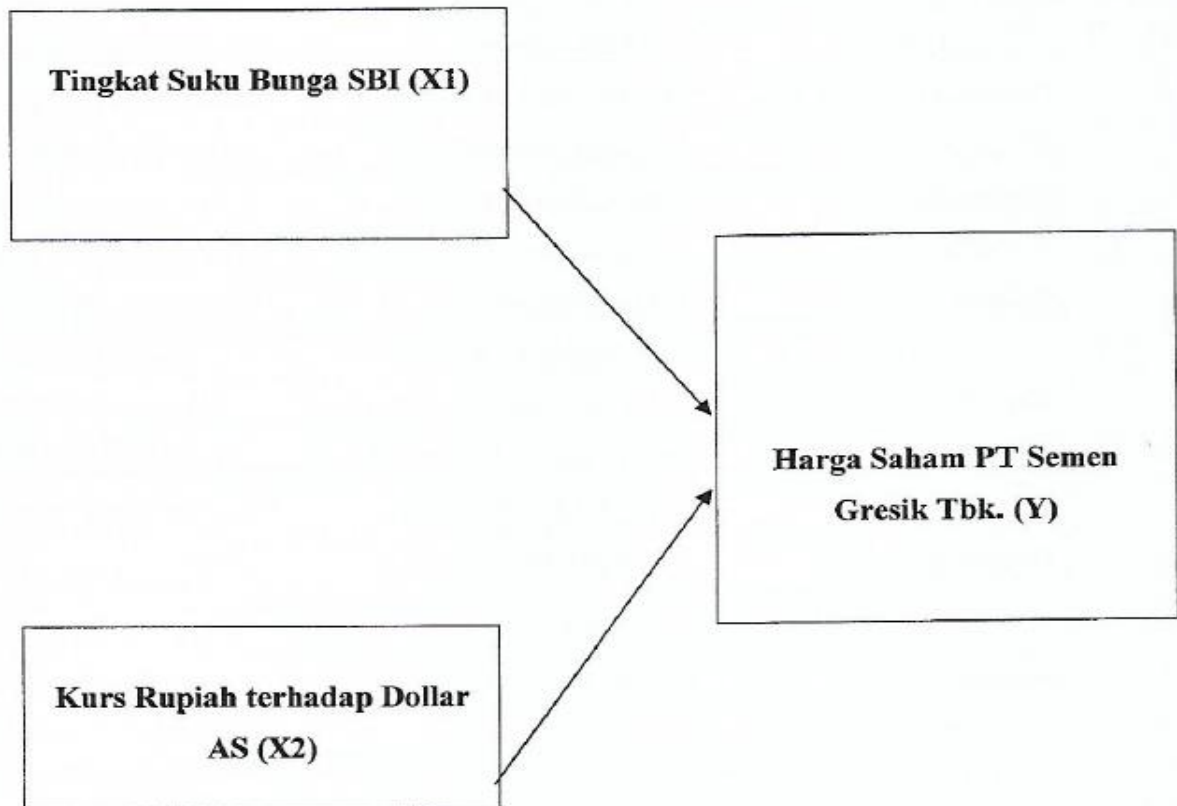 Tingkat Suku Bunga SBI (X1)
Harga Saham PT Semen
Gresik Tbk. (Y)
Kurs Rupiah terhadap Dollar
AS (X2)